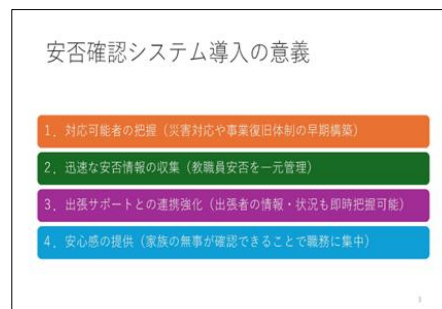 安否確認システム導入の意義
1．対応可能者の把握（災害対応や事業復旧体制の早期構築）
2．迅速な安否情報の収集（教職員安否を一元管理）
3．出張サポートとの連携強化（出張者の情報・状況も即時把握可能）
4．安心感の提供（家族の無事が確認できることで職務に集中）